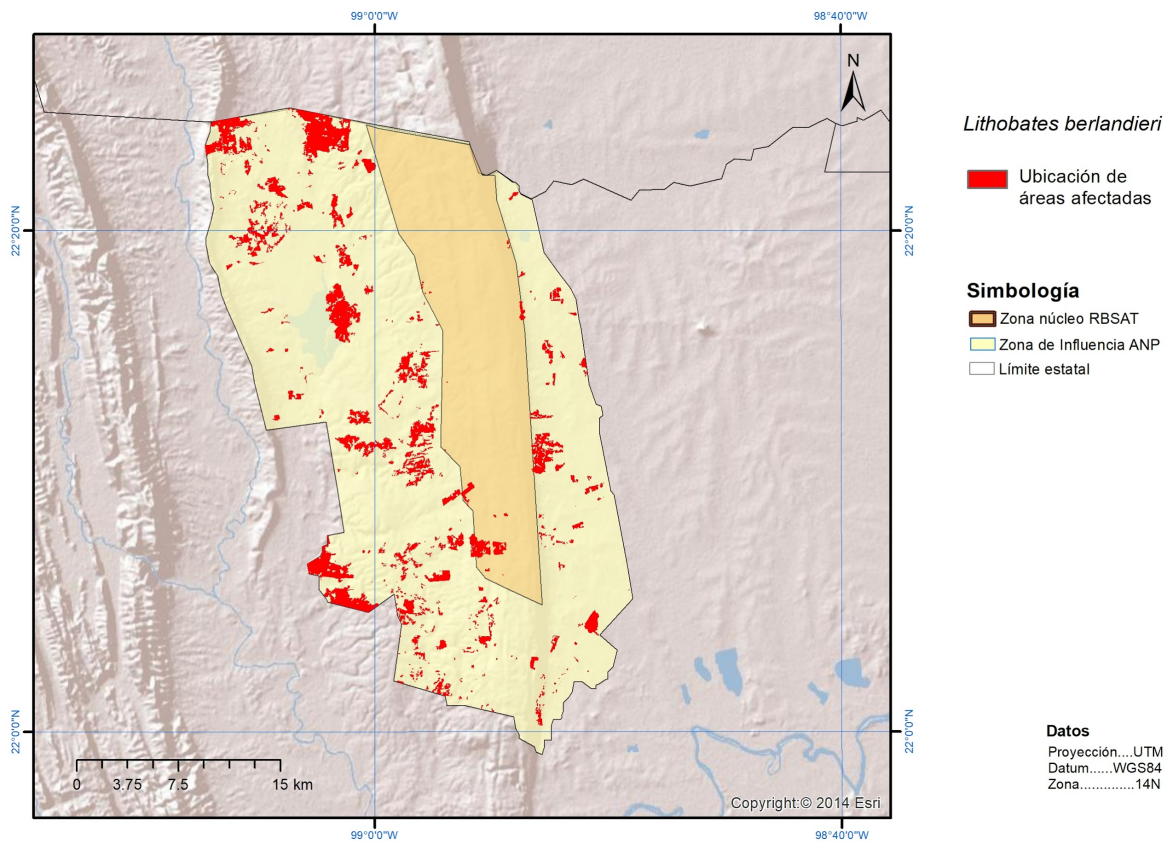 99°0'0"W
98°40'0"W
N
Lithobates berlandieri
Ubicación de
áreas afectadas
22°20'0"N
22°20'0"N
Simbología
Zona núcleo RBSAT
Zona de Influencia ANP
Límite estatal
22°0'0"N
22°0'0"N
Datos
Proyección....UTM
Datum......WGS84
Zona..............14N
0 3.75 7.5 15 km
Copyright:© 2014 Esri
99°0'0"W
98°40'0"W